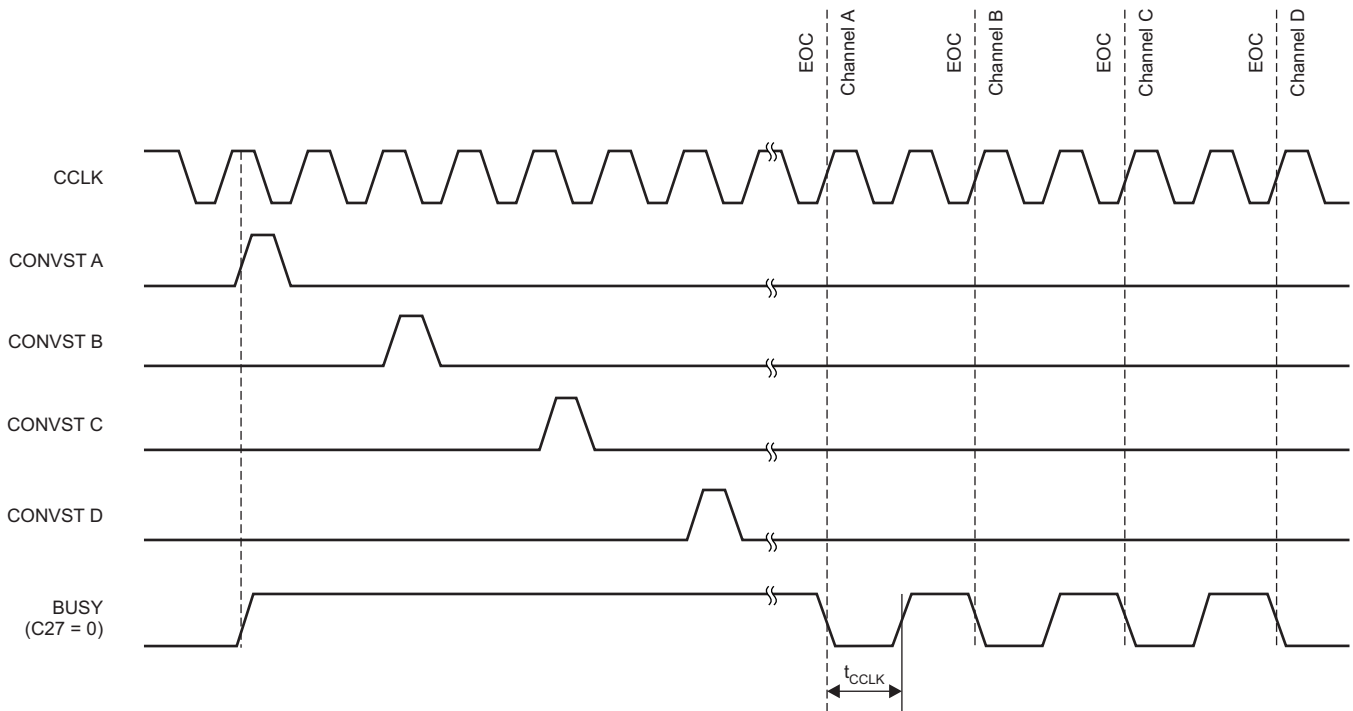 EOC
Channel A
EOC
Channel B
EOC
Channel C
EOC
Channel D
CCLK
CONVST A
CONVST B
CONVST C
CONVST D
BUSY
(C27 = 0)
tCCLK